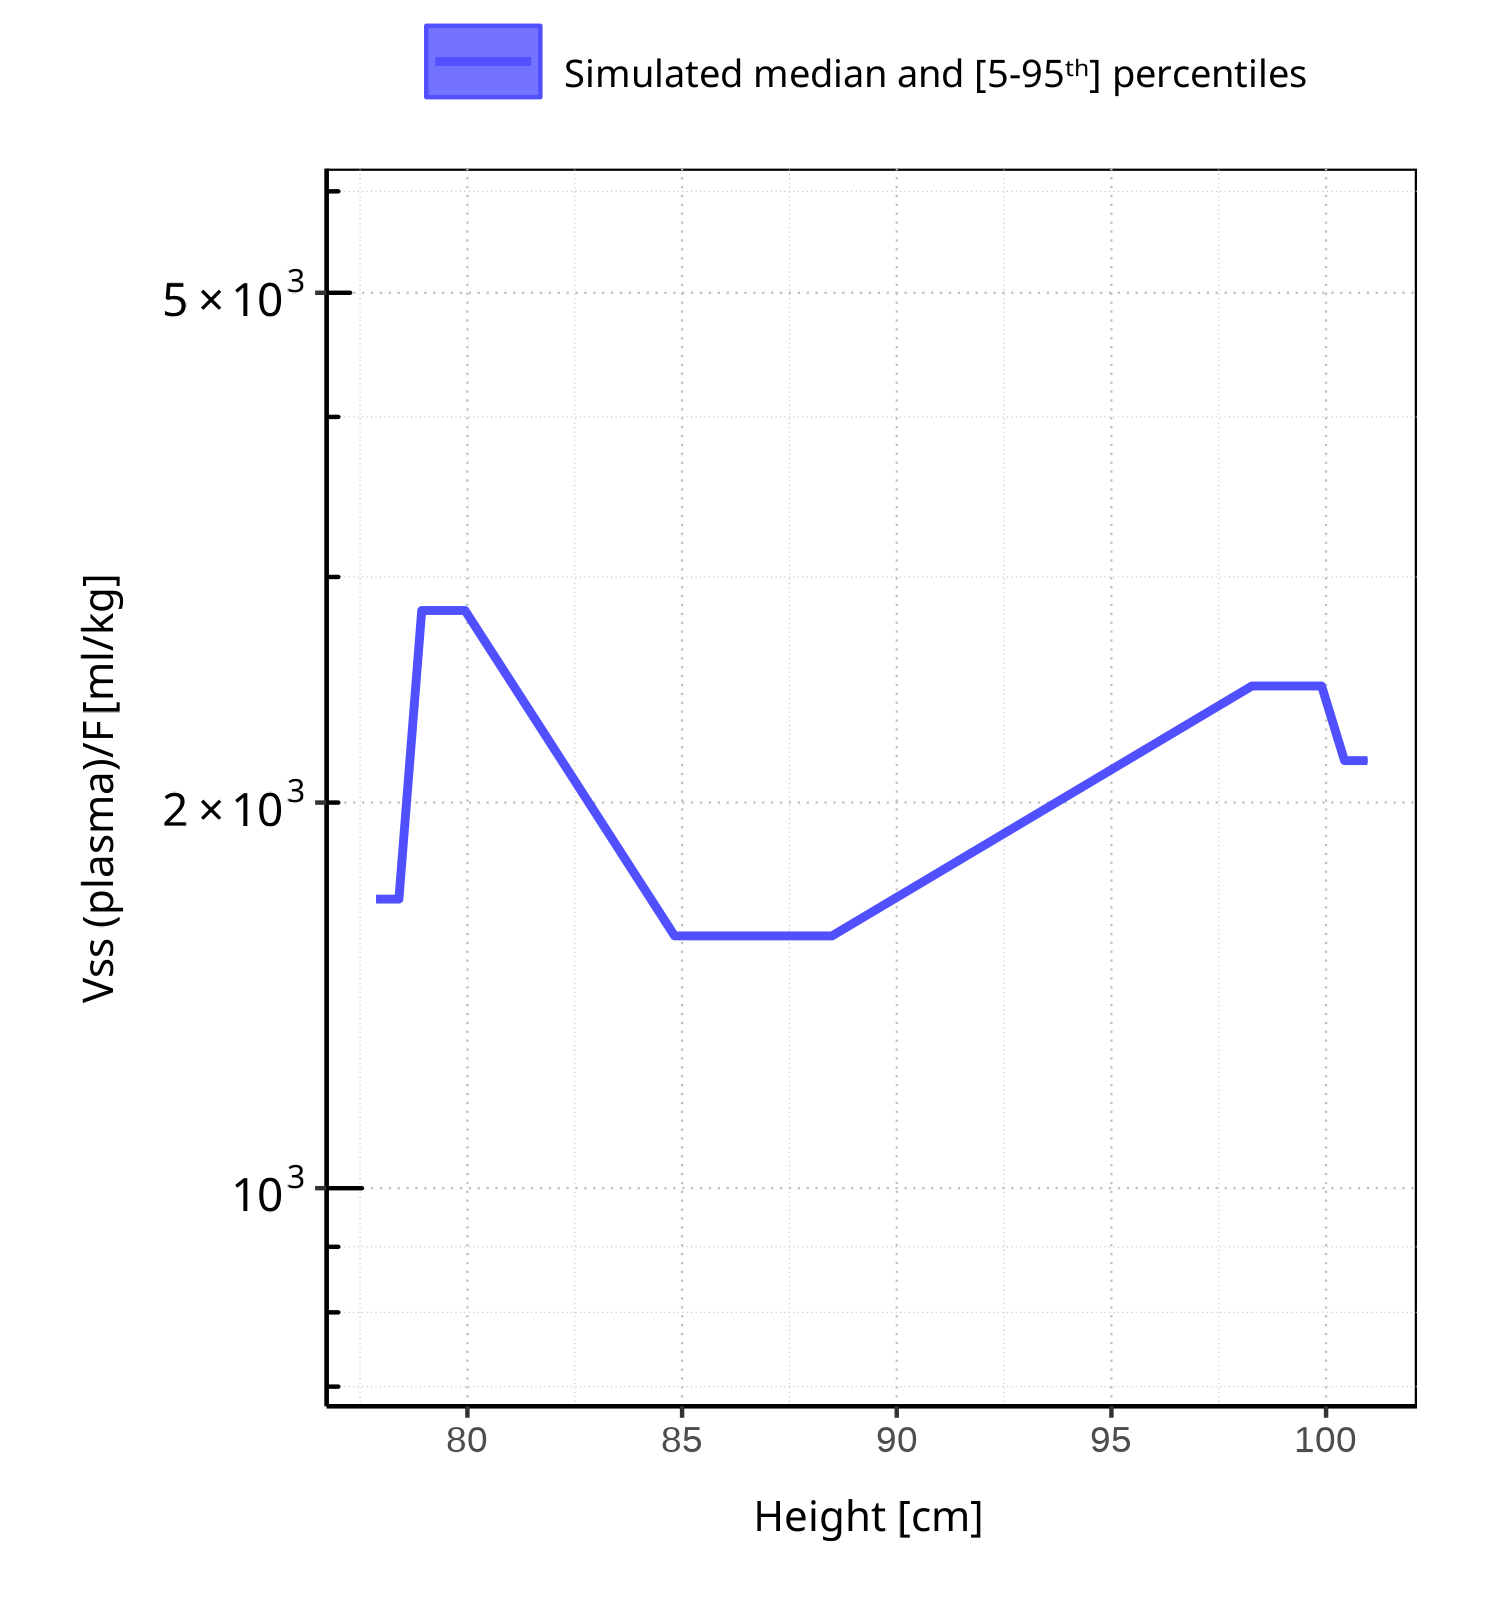 Simulated median and [5-95ᵗʰ] percentiles
5 × 10³
2 × 10³
10³
Vss (plasma)/F [ml/kg]
80 85 90 95 100
Height [cm]